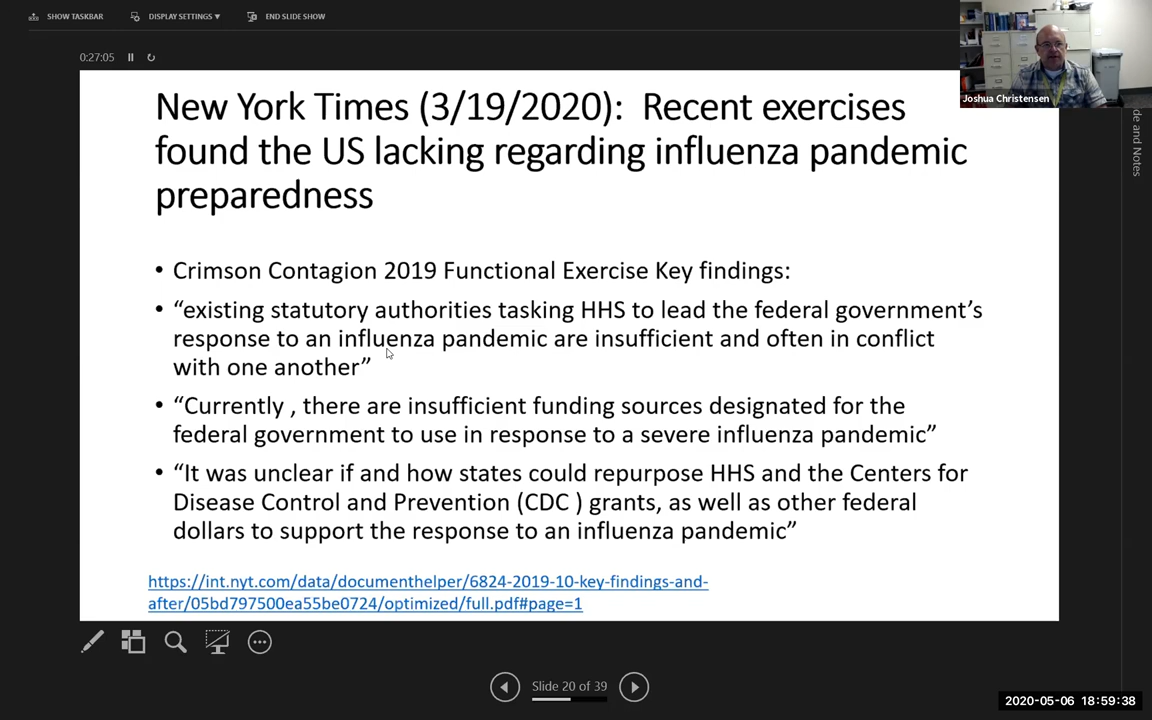 SHOW TASKBAR
DISPLAY SETTINGS ▾
END SLIDE SHOW
0:27:05
Joshua Christensen
de and Notes
New York Times (3/19/2020):  Recent exercises
found the US lacking regarding influenza pandemic
preparedness
• Crimson Contagion 2019 Functional Exercise Key findings:
• “existing statutory authorities tasking HHS to lead the federal government’s
response to an influenza pandemic are insufficient and often in conflict
with one another”
• “Currently , there are insufficient funding sources designated for the
federal government to use in response to a severe influenza pandemic”
• “It was unclear if and how states could repurpose HHS and the Centers for
Disease Control and Prevention (CDC ) grants, as well as other federal
dollars to support the response to an influenza pandemic”
https://int.nyt.com/data/documenthelper/6824-2019-10-key-findings-and-
after/05bd797500ea55be0724/optimized/full.pdf#page=1
Slide 20 of 39
2020-05-06 18:59:38